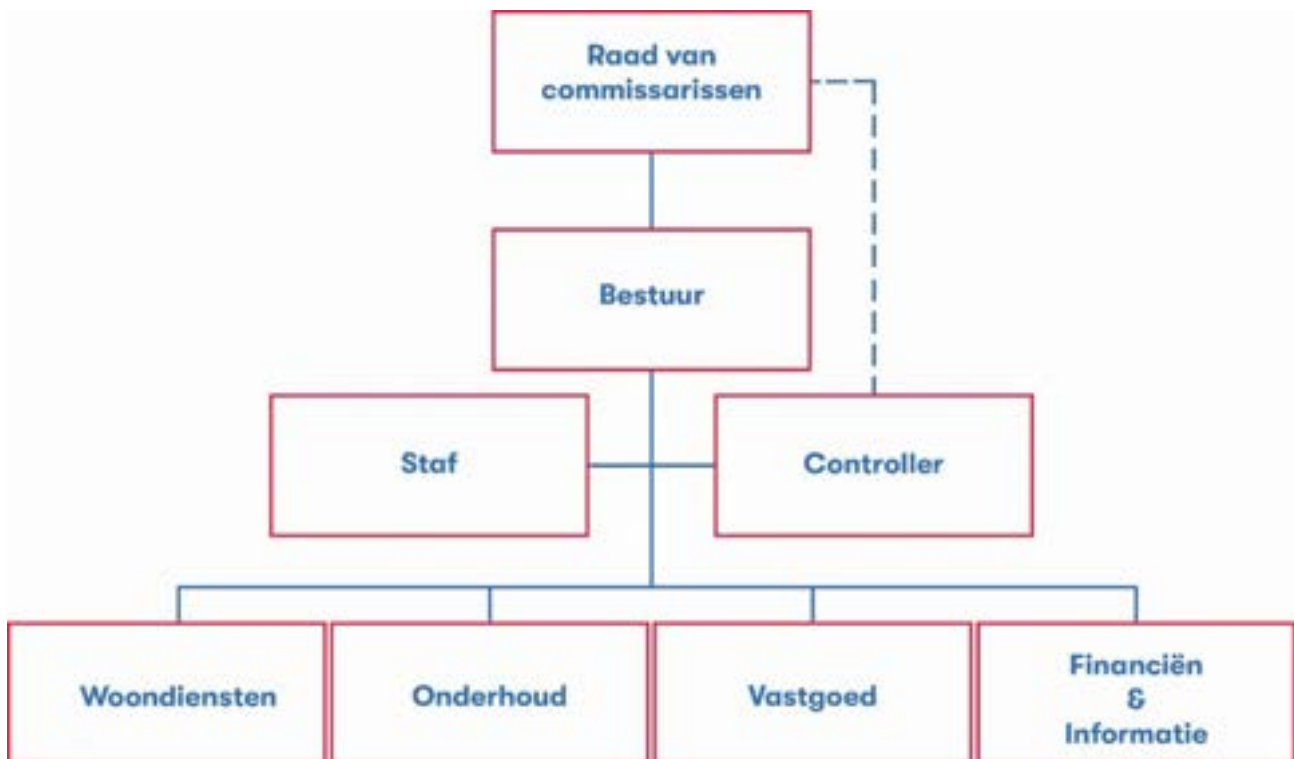 Raad van
commissarissen
Bestuur
Staf
Controller
Woondiensten
Onderhoud
Vastgoed
Financiën
&
Informatie